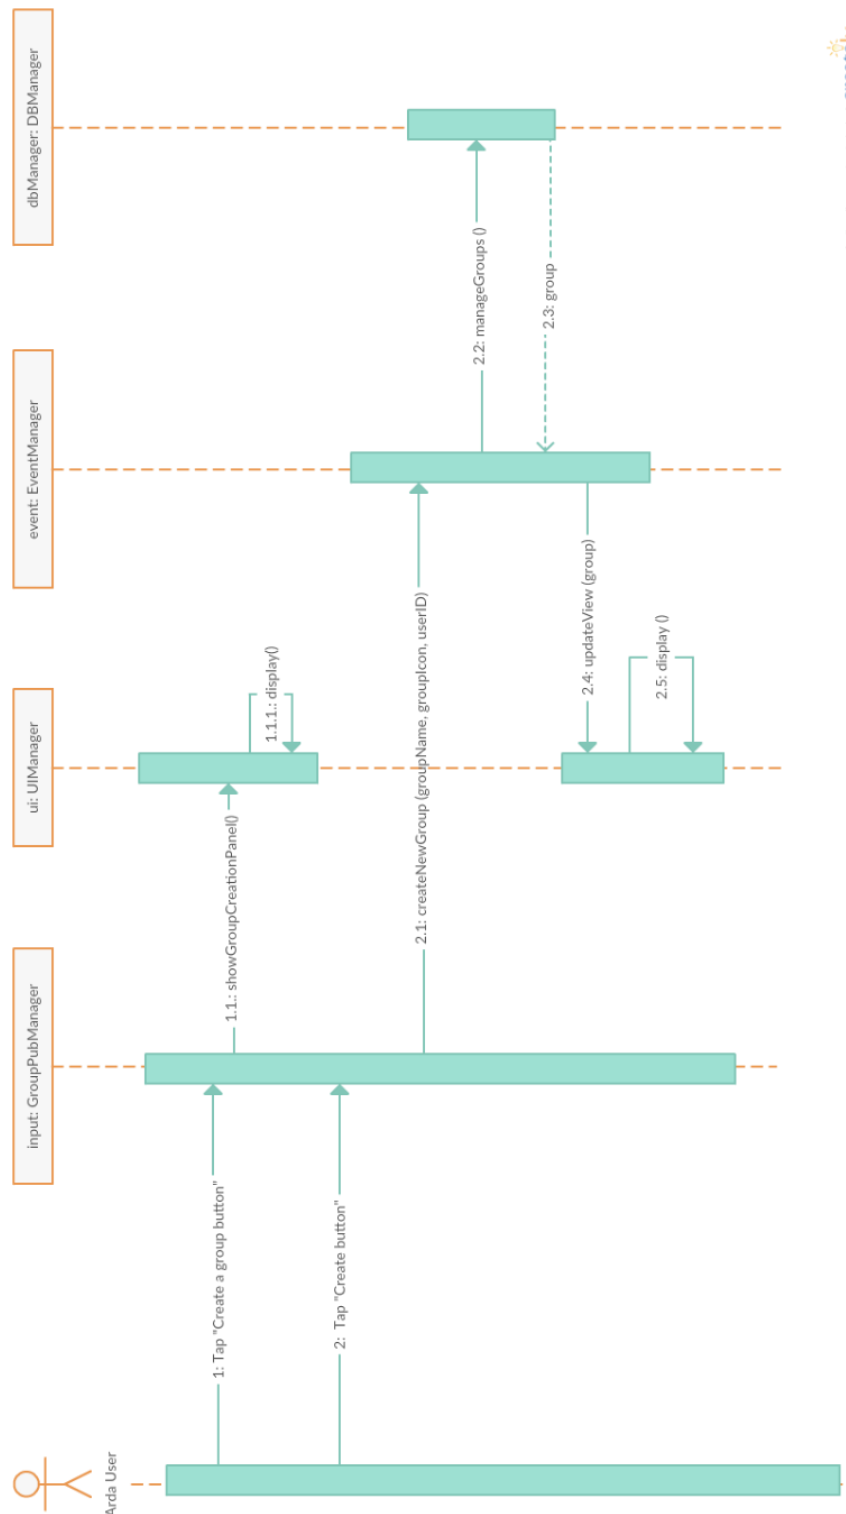 Arda User
input: GroupPubManager
ui: UIManager
event: EventManager
dbManager: DBManager
1: Tap "Create a group button"
1.1.: showGroupCreationPanel()
1.1.1.: display()
2: Tap "Create button"
2.1: createNewGroup (groupName, groupIcon, userID)
2.2: manageGroups ()
2.3: group
2.4: updateView (group)
2.5: display ()